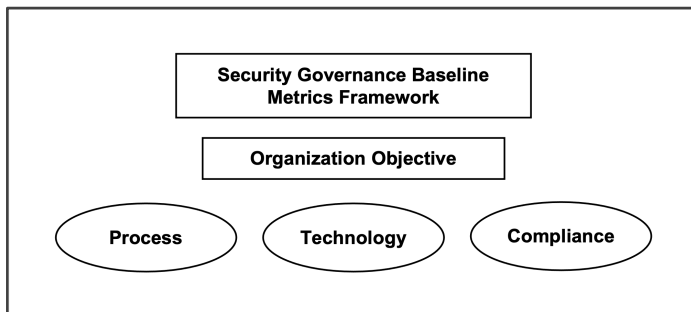 Security Governance Baseline
Metrics Framework
Organization Objective
Process
Technology
Compliance